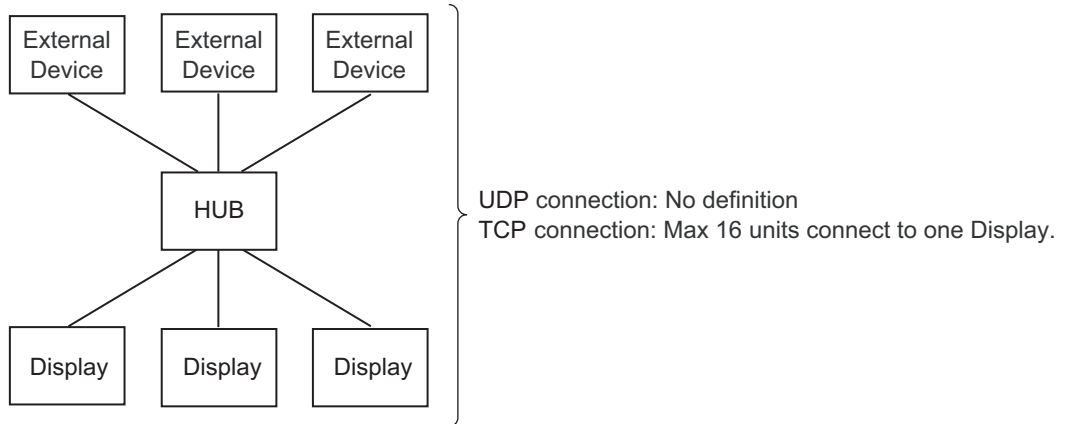 External
Device
External
Device
External
Device
HUB
UDP connection: No definition
TCP connection: Max 16 units connect to one Display.
Display
Display
Display